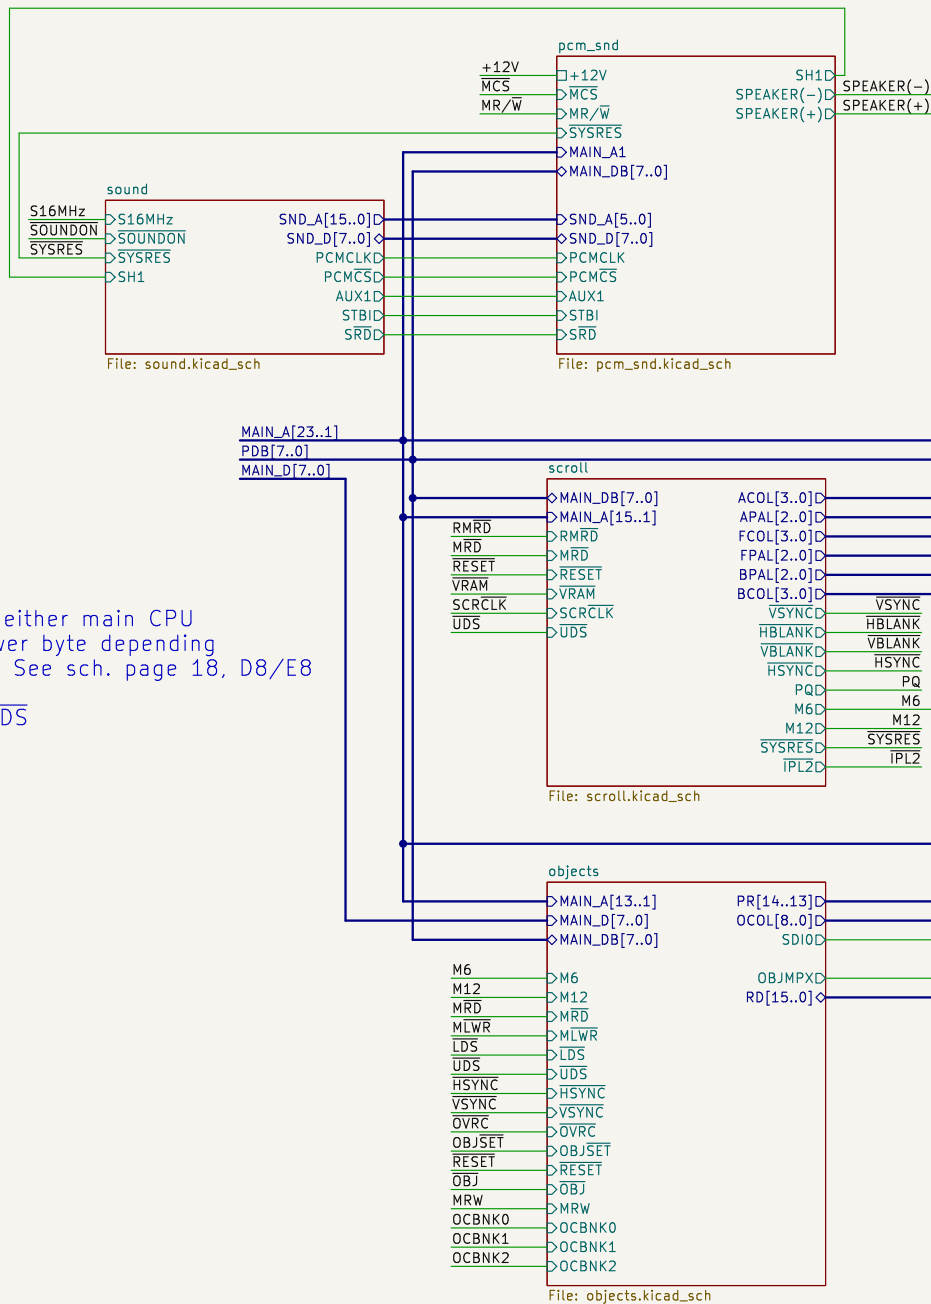 pcm_snd
+12V
MCS
MR/W
+12V
MCS
MR/W
SYSRES
MAIN_A1
MAIN_DB[7..0]
SND_A[5..0]
SND_D[7..0]
PCMCLK
PCMCS
AUX1
STBI
SRD
SH1
SPEAKER(-)
SPEAKER(+)
SPEAKER(-)
SPEAKER(+)
File: pcm_snd.kicad_sch
sound
S16MHz
SOUNDON
SYSRES
S16MHz
SOUNDON
SYSRES
SH1
SND_A[15..0]
SND_D[7..0]
PCMCLK
PCMCS
AUX1
STBI
SRD
File: sound.kicad_sch
MAIN_A[23..1]
PDB[7..0]
MAIN_D[7..0]
scroll
RMRD
MRD
RESET
VRAM
SCRCLK
UDS
MAIN_DB[7..0]
MAIN_A[15..1]
RMRD
MRD
RESET
VRAM
SCRCLK
UDS
ACOL[3..0]
APAL[2..0]
FCOL[3..0]
FPAL[2..0]
BPAL[2..0]
BCOL[3..0]
VSYNC
HBLANK
VBLANK
HSYNC
PQ
M6
M12
SYSRES
IPL2
VSYNC
HBLANK
VBLANK
HSYNC
PQ
M6
M12
SYSRES
IPL2
File: scroll.kicad_sch
either main CPU
wer byte depending
See sch. page 18, D8/E8
DS
objects
M6
M12
MRD
MLWR
LDS
UDS
HSYNC
VSYNC
OVRC
OBJSET
RESET
OBJ
MRW
OCBNK0
OCBNK1
OCBNK2
MAIN_A[13..1]
MAIN_D[7..0]
MAIN_DB[7..0]
M6
M12
MRD
MLWR
LDS
UDS
HSYNC
VSYNC
OVRC
OBJSET
RESET
OBJ
MRW
OCBNK0
OCBNK1
OCBNK2
PR[14..13]
OCOL[8..0]
SDI0
OBJMPX
RD[15..0]
File: objects.kicad_sch